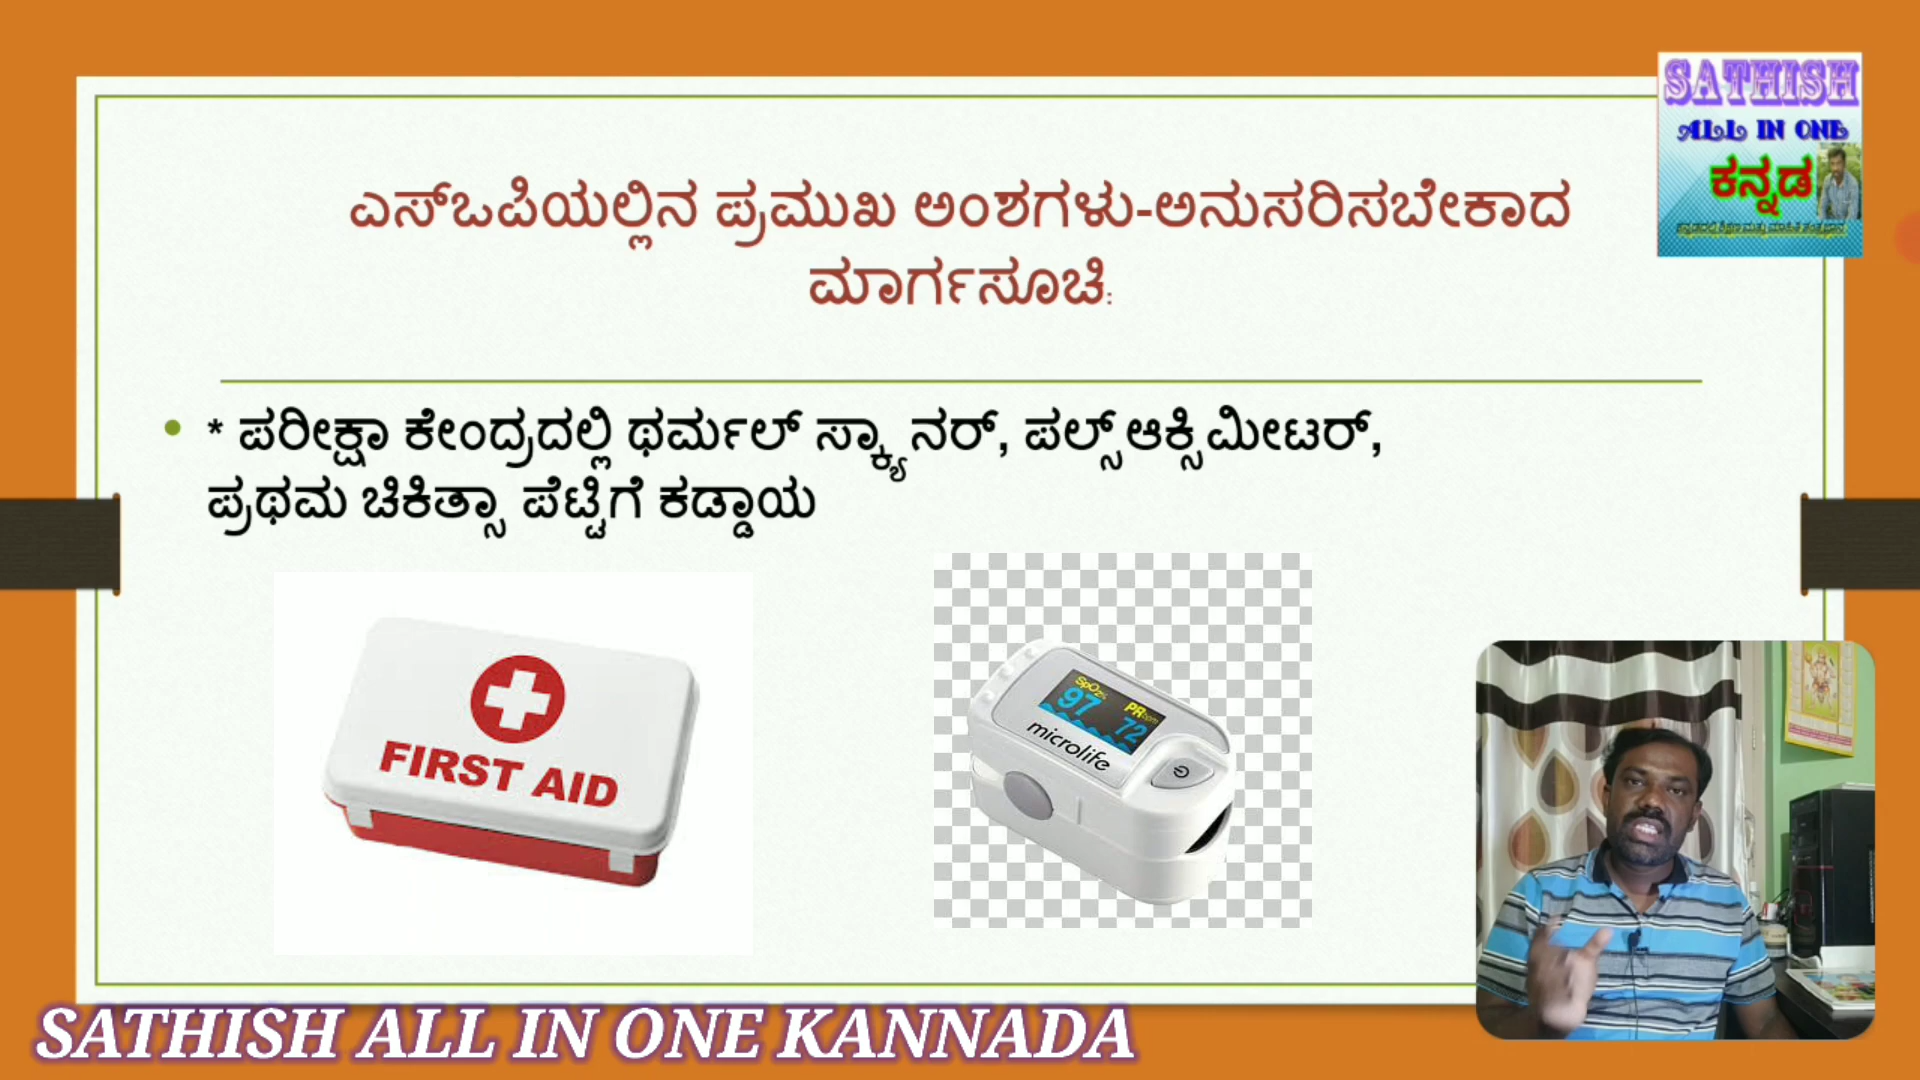 SATHISH
ALL IN ONE
ಕನ್ನಡ
ಎಸ್ಒಪಿಯಲ್ಲಿನ ಪ್ರಮುಖ ಅಂಶಗಳು-ಅನುಸರಿಸಬೇಕಾದ
ಮಾರ್ಗಸೂಚಿ:
• * ಪರೀಕ್ಷಾ ಕೇಂದ್ರದಲ್ಲಿ ಥರ್ಮಲ್ ಸ್ಕ್ಯಾನರ್, ಪಲ್ಸ್ಆಕ್ಸಿಮೀಟರ್,
ಪ್ರಥಮ ಚಿಕಿತ್ಸಾ ಪೆಟ್ಟಿಗೆ ಕಡ್ಡಾಯ
FIRST AID
SpO2%
97
PRbpm
72
microlife
SATHISH ALL IN ONE KANNADA